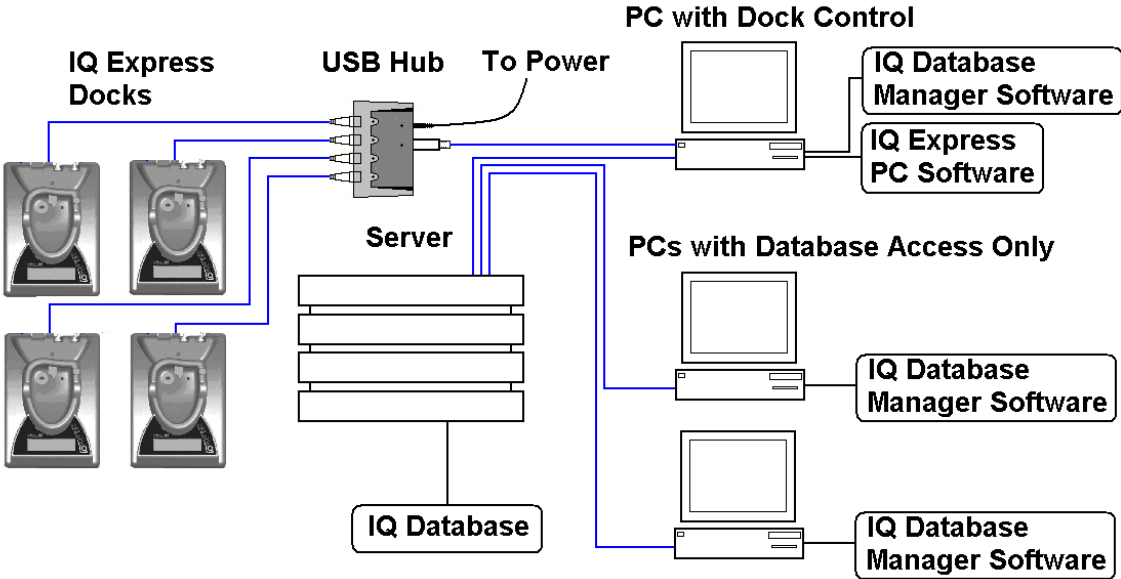 PC with Dock Control
IQ Express
Docks
USB Hub
To Power
IQ Database
Manager Software
IQ Express
PC Software
Server
PCs with Database Access Only
IQ Database
Manager Software
IQ Database
IQ Database
Manager Software